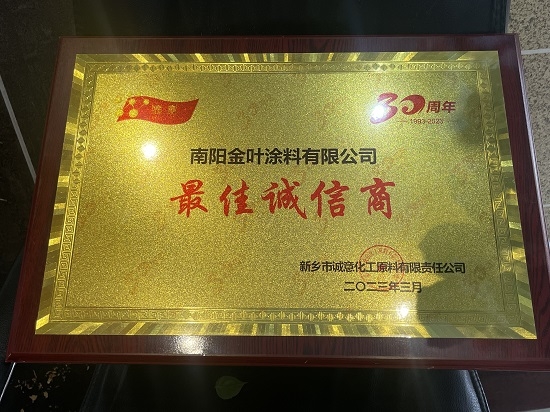 30周年
1993-2023
南阳金叶涂料有限公司
最佳诚信商
新乡市诚意化工原料有限责任公司
二〇二三年三月